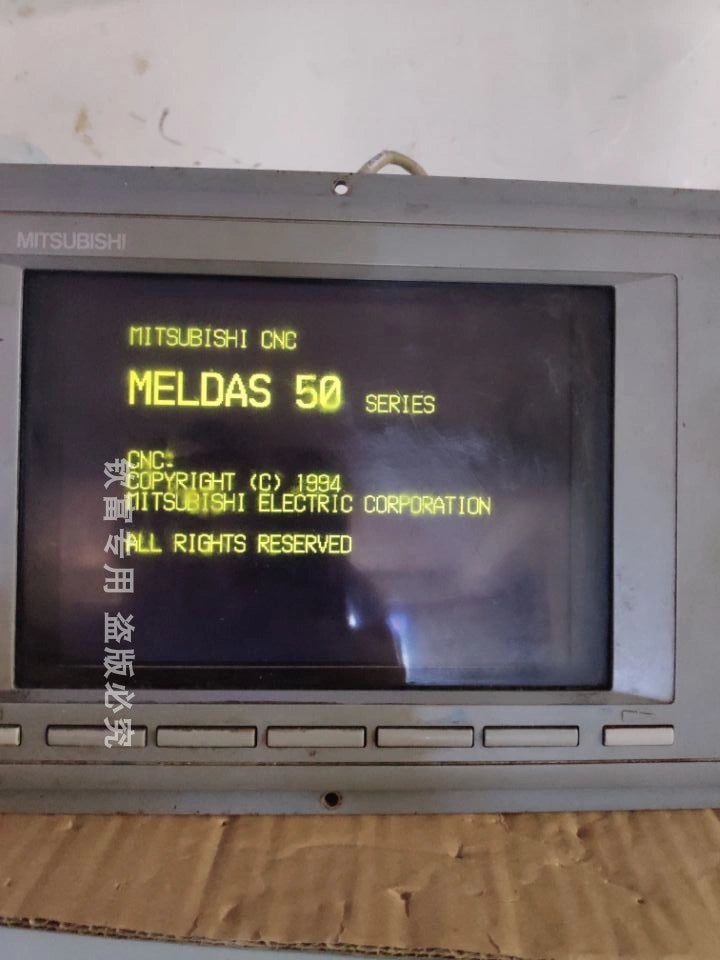 MITSUBISHI
MITSUBISHI CNC
MELDAS 50 SERIES
CNC:
COPYRIGHT (C) 1994
MITSUBISHI ELECTRIC CORPORATION
ALL RIGHTS RESERVED
钦富专用 盗版必究